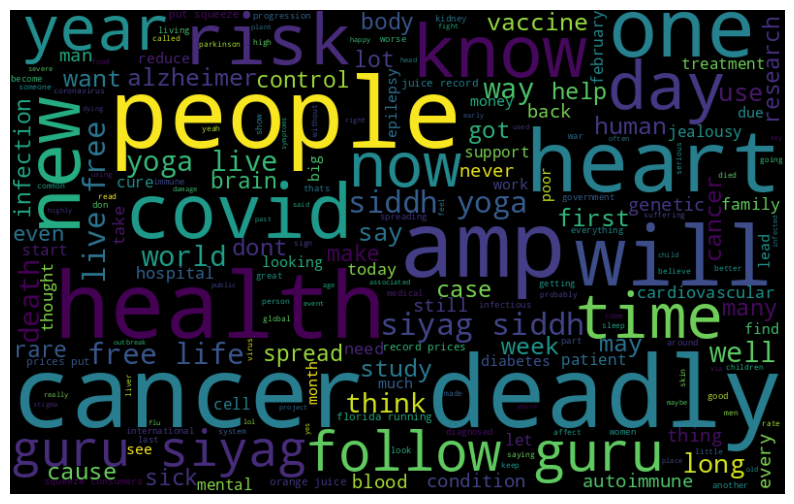 year risk know one
people
new covid heart
day
now
health amp will
time
cancer deadly
guru siyag follow guru
put squeeze progression kidney fight happy worse
living called parkinson high
man plant
severe food reduce lot body vaccine
february treatment
become someone coronavirus want alzheimer control juice record way help use research
head
infection live free epilepsy money back due
dying yeah show symptoms without right early used war often say
got human jealousy serious died going
yoga live big support
cure immune brain never work poor genetic family
common don damage thats siddh yoga government suffering infected
even highly read take past said spreading feel first everything
world dont say cancer lead
start hospital sign looking make child believe better
death thought great today case getting probably cardiovascular
public person event age associated medical still infectious siyag siddh many
global sleep find
outbreak rare free life spread need record prices week may part around well
prices put virus study diabetes patient children
really liver much made skin via good men rate
stigma month cell project florida running think diagnosed women maybe
flu lol international system yes affect thing every
last see let saying look keep place little old long
cause sick squeeze consumers mental orange juice blood condition autoimmune another